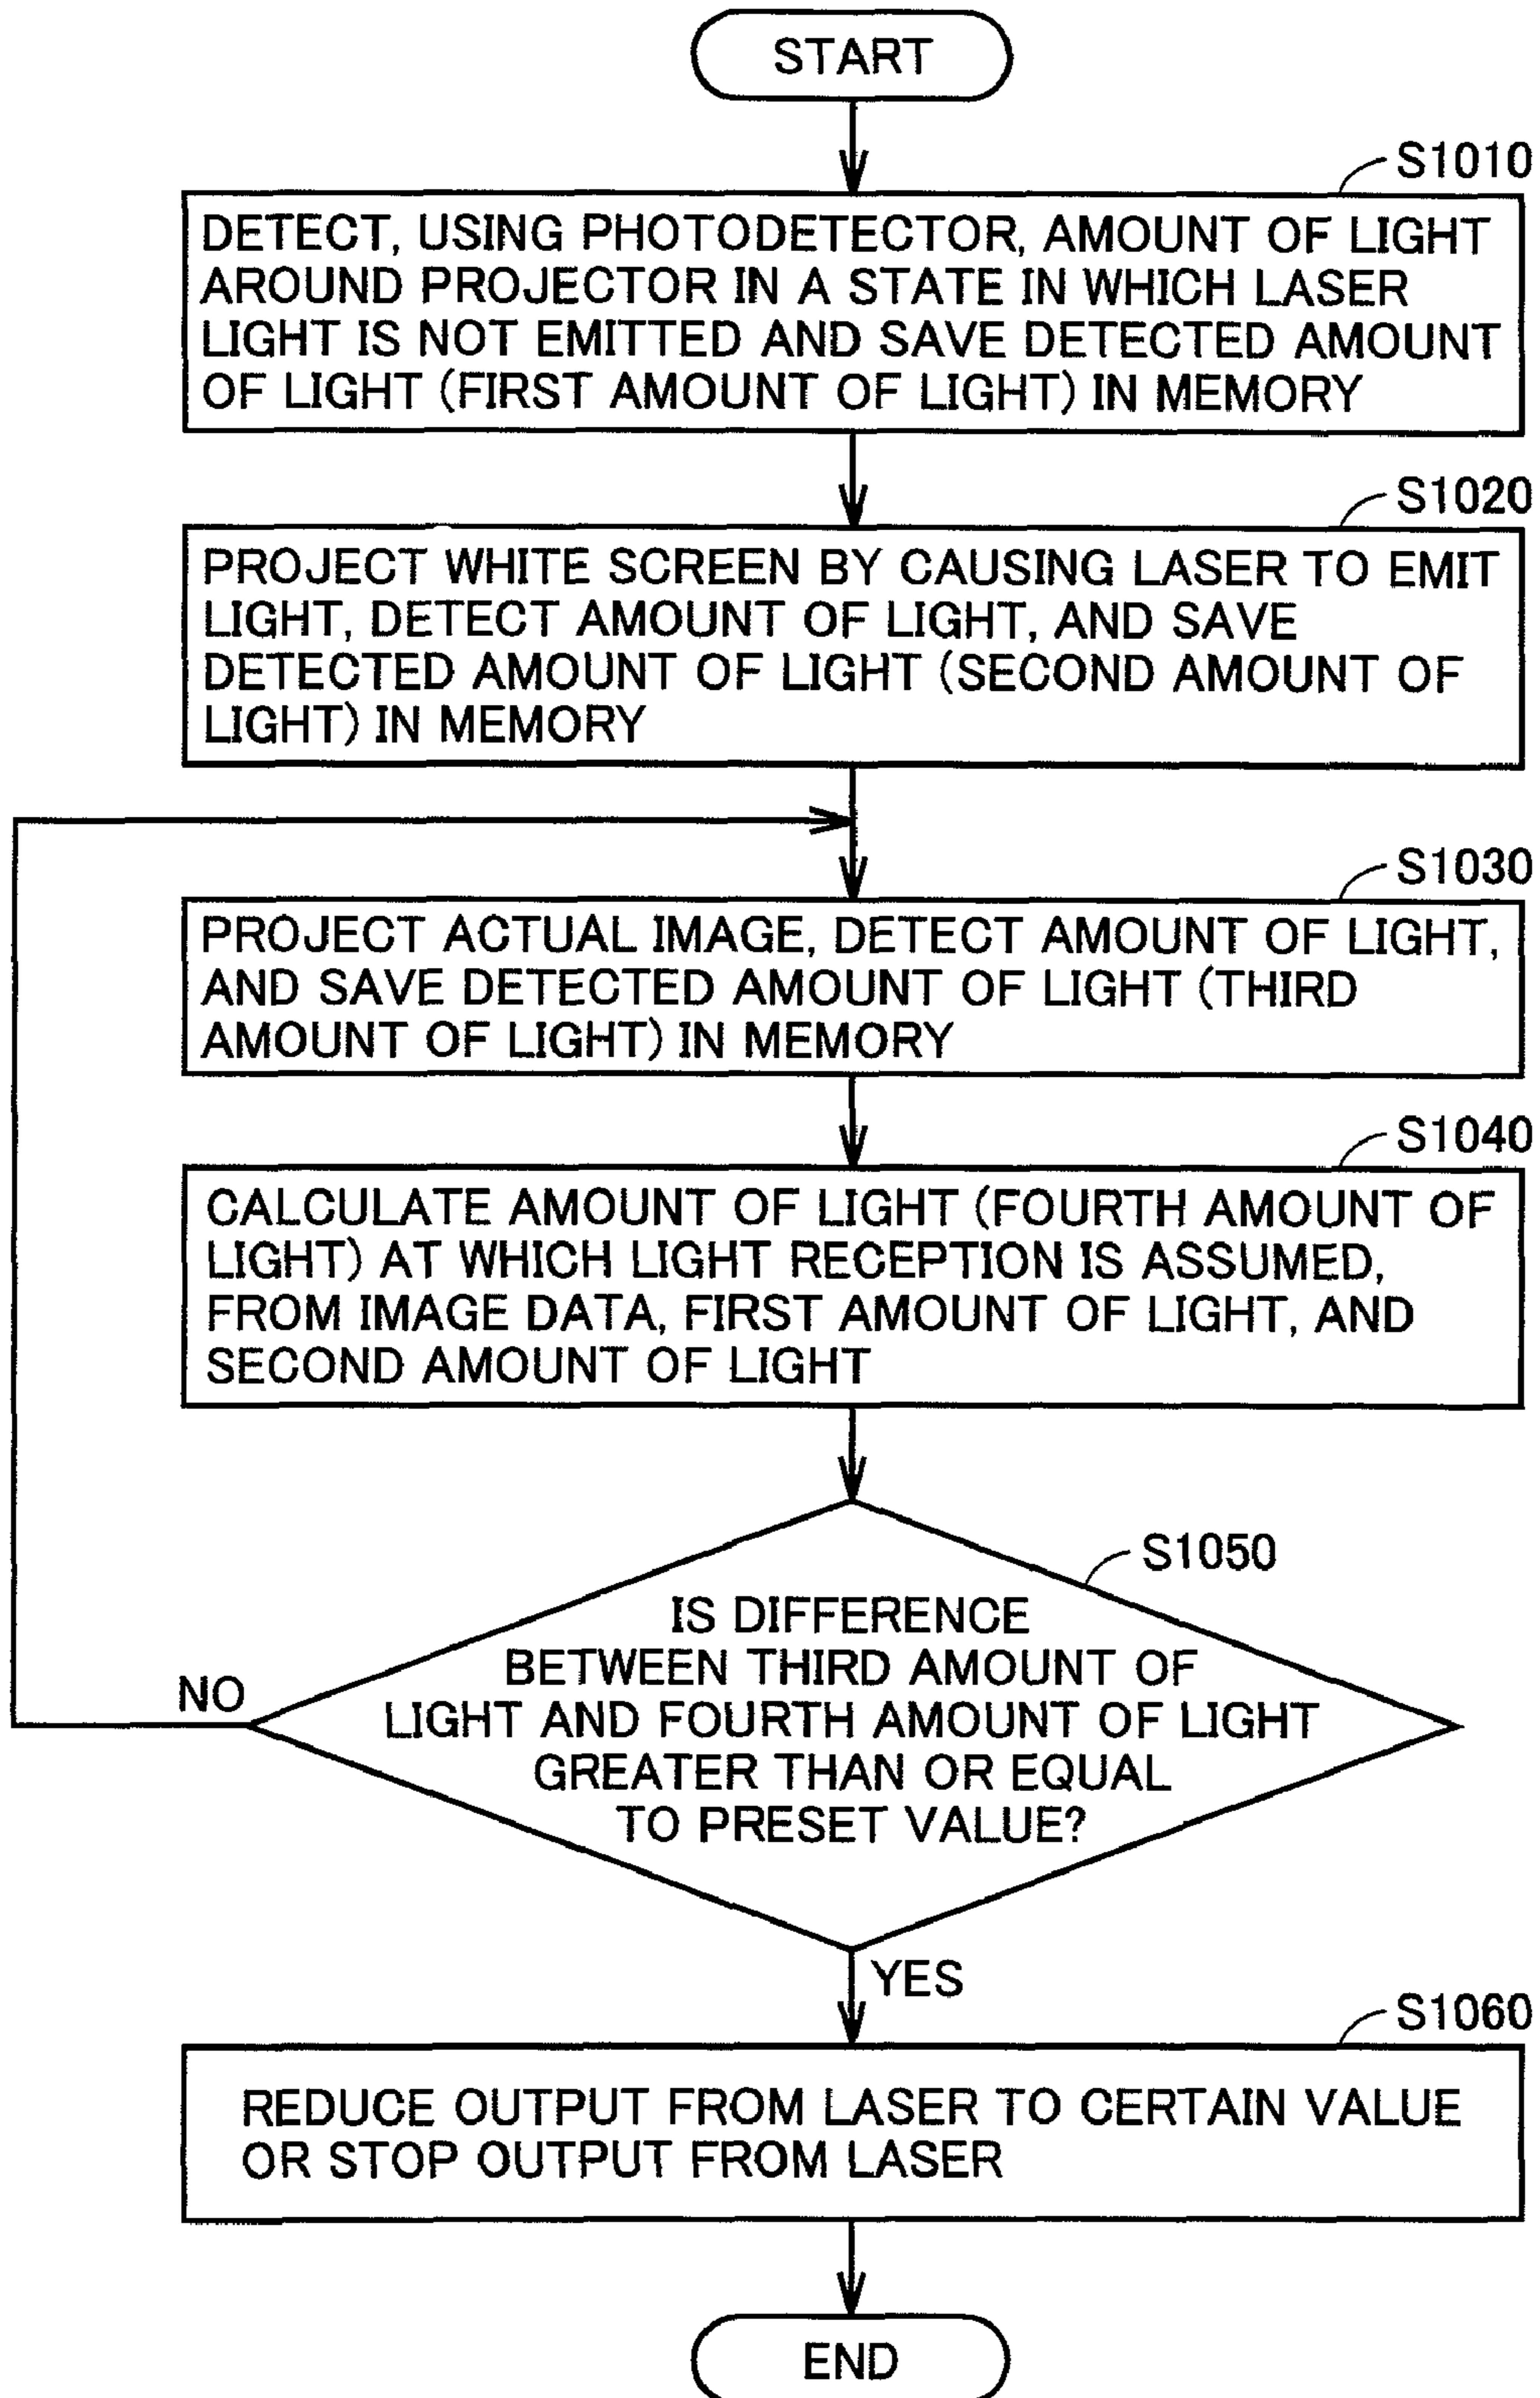 START
S1010
DETECT, USING PHOTODETECTOR, AMOUNT OF LIGHT
AROUND PROJECTOR IN A STATE IN WHICH LASER
LIGHT IS NOT EMITTED AND SAVE DETECTED AMOUNT
OF LIGHT (FIRST AMOUNT OF LIGHT) IN MEMORY
S1020
PROJECT WHITE SCREEN BY CAUSING LASER TO EMIT
LIGHT, DETECT AMOUNT OF LIGHT, AND SAVE
DETECTED AMOUNT OF LIGHT (SECOND AMOUNT OF
LIGHT) IN MEMORY
S1030
PROJECT ACTUAL IMAGE, DETECT AMOUNT OF LIGHT,
AND SAVE DETECTED AMOUNT OF LIGHT (THIRD
AMOUNT OF LIGHT) IN MEMORY
S1040
CALCULATE AMOUNT OF LIGHT (FOURTH AMOUNT OF
LIGHT) AT WHICH LIGHT RECEPTION IS ASSUMED,
FROM IMAGE DATA, FIRST AMOUNT OF LIGHT, AND
SECOND AMOUNT OF LIGHT
S1050
IS DIFFERENCE
BETWEEN THIRD AMOUNT OF
LIGHT AND FOURTH AMOUNT OF LIGHT
GREATER THAN OR EQUAL
TO PRESET VALUE?
NO
YES
S1060
REDUCE OUTPUT FROM LASER TO CERTAIN VALUE
OR STOP OUTPUT FROM LASER
END